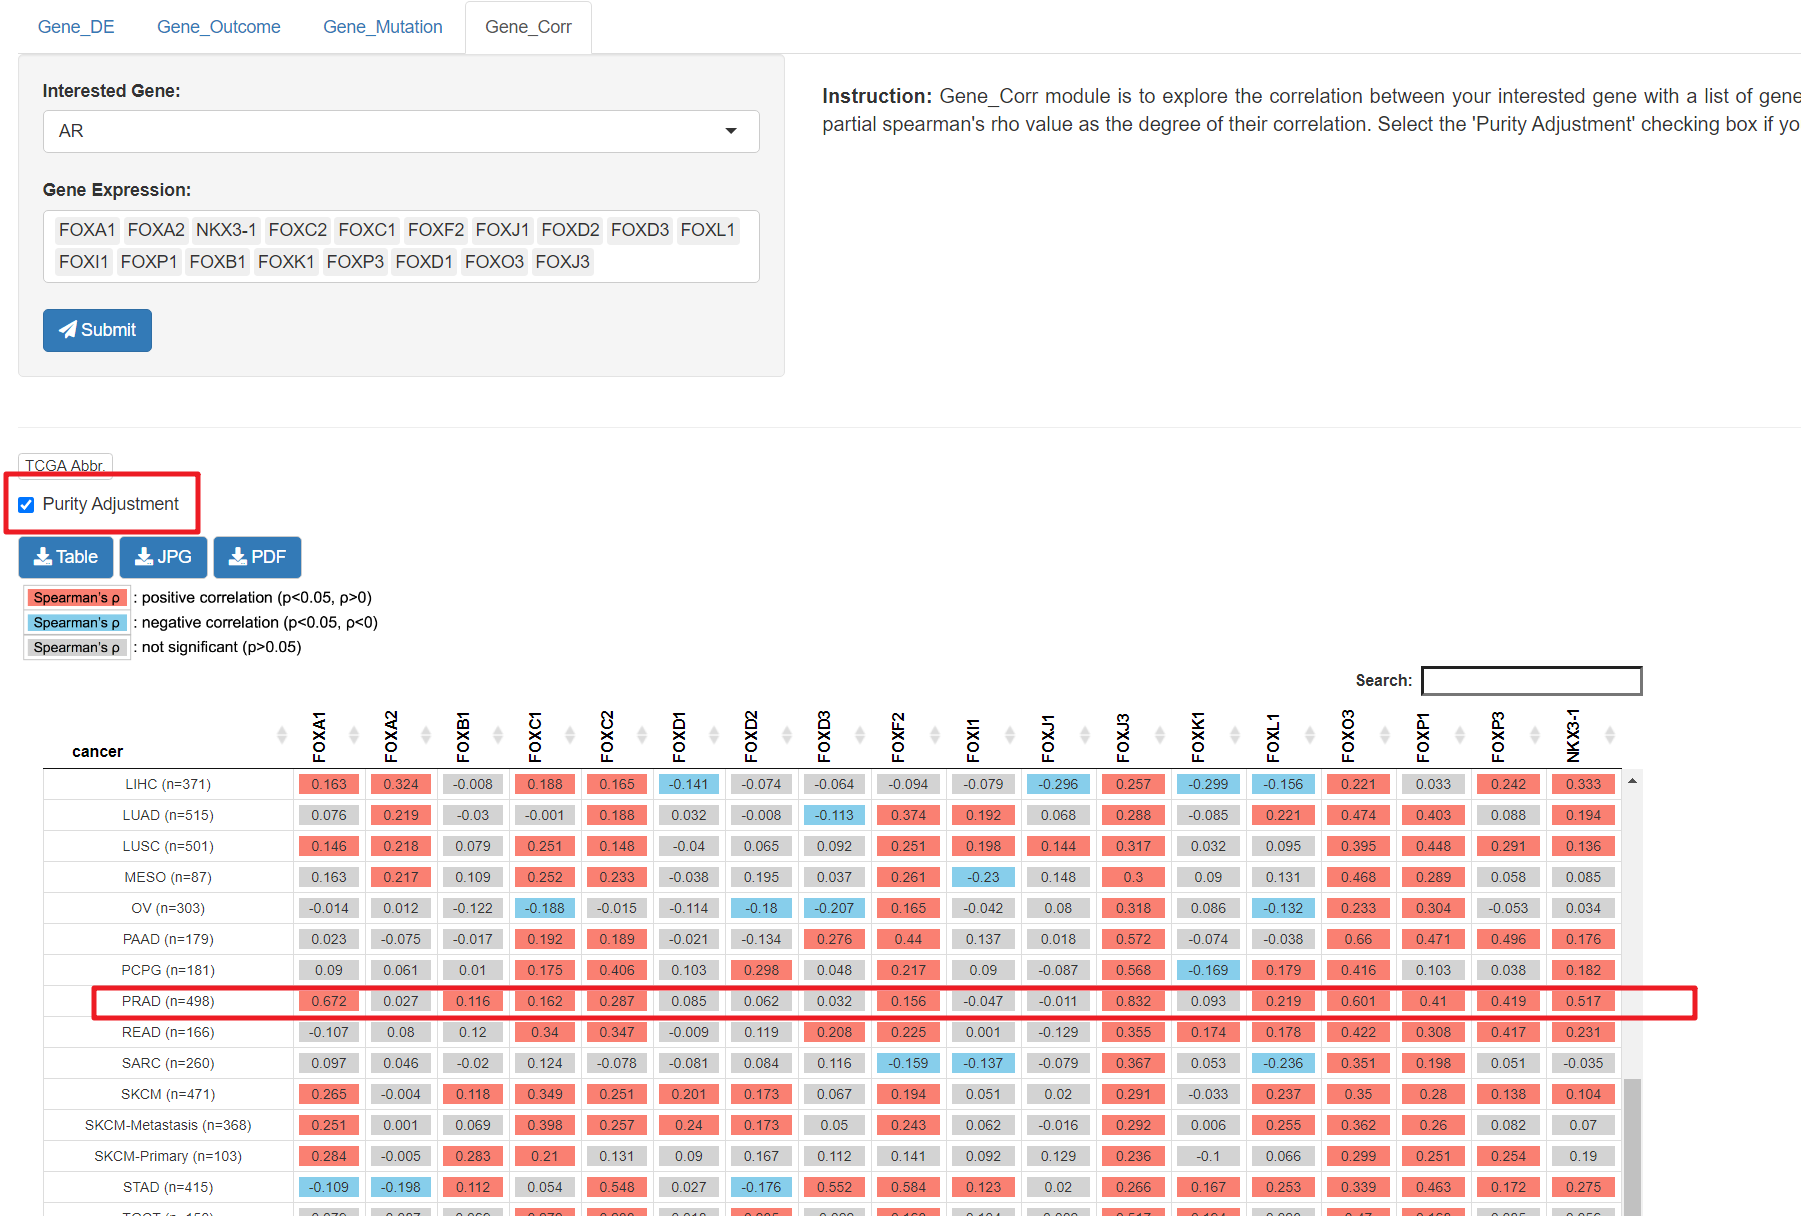 Gene_DE Gene_Outcome Gene_Mutation Gene_Corr
Interested Gene:
AR
Gene Expression:
FOXA1 FOXA2 NKX3-1 FOXC2 FOXC1 FOXF2 FOXJ1 FOXD2 FOXD3 FOXL1
FOXI1 FOXP1 FOXB1 FOXK1 FOXP3 FOXD1 FOXO3 FOXJ3
Submit
Instruction: Gene_Corr module is to explore the correlation between your interested gene with a list of gene
partial spearman's rho value as the degree of their correlation. Select the 'Purity Adjustment' checking box if yo
TCGA Abbr.
Purity Adjustment
Table JPG PDF
Spearman's ρ : positive correlation (p<0.05, ρ>0)
Spearman's ρ : negative correlation (p<0.05, ρ<0)
Spearman's ρ : not significant (p>0.05)
Search:
cancer FOXA1 FOXA2 FOXB1 FOXC1 FOXC2 FOXD1 FOXD2 FOXD3 FOXF2 FOXI1 FOXJ1 FOXJ3 FOXK1 FOXL1 FOXO3 FOXP1 FOXP3 NKX3-1
LIHC (n=371) 0.163 0.324 -0.008 0.188 0.165 -0.141 -0.074 -0.064 -0.094 -0.079 -0.296 0.257 -0.299 -0.156 0.221 0.033 0.242 0.333
LUAD (n=515) 0.076 0.219 -0.03 -0.001 0.188 0.032 -0.008 -0.113 0.374 0.192 0.068 0.288 -0.085 0.221 0.474 0.403 0.088 0.194
LUSC (n=501) 0.146 0.218 0.079 0.251 0.148 -0.04 0.065 0.092 0.251 0.198 0.144 0.317 0.032 0.095 0.395 0.448 0.291 0.136
MESO (n=87) 0.163 0.217 0.109 0.252 0.233 -0.038 0.195 0.037 0.261 -0.23 0.148 0.3 0.09 0.131 0.468 0.289 0.058 0.085
OV (n=303) -0.014 0.012 -0.122 -0.188 -0.015 -0.114 -0.18 -0.207 0.165 -0.042 0.08 0.318 0.086 -0.132 0.233 0.304 -0.053 0.034
PAAD (n=179) 0.023 -0.075 -0.017 0.192 0.189 -0.021 -0.134 0.276 0.44 0.137 0.018 0.572 -0.074 -0.038 0.66 0.471 0.496 0.176
PCPG (n=181) 0.09 0.061 0.01 0.175 0.406 0.103 0.298 0.048 0.217 0.09 -0.087 0.568 -0.169 0.179 0.416 0.103 0.038 0.182
PRAD (n=498) 0.672 0.027 0.116 0.162 0.287 0.085 0.062 0.032 0.156 -0.047 -0.011 0.832 0.093 0.219 0.601 0.41 0.419 0.517
READ (n=166) -0.107 0.08 0.12 0.34 0.347 -0.009 0.119 0.208 0.225 0.001 -0.129 0.355 0.174 0.178 0.422 0.308 0.417 0.231
SARC (n=260) 0.097 0.046 -0.02 0.124 -0.078 -0.081 0.084 0.116 -0.159 -0.137 -0.079 0.367 0.053 -0.236 0.351 0.198 0.051 -0.035
SKCM (n=471) 0.265 -0.004 0.118 0.349 0.251 0.201 0.173 0.067 0.194 0.051 0.02 0.291 -0.033 0.237 0.35 0.28 0.138 0.104
SKCM-Metastasis (n=368) 0.251 0.001 0.069 0.398 0.257 0.24 0.173 0.05 0.243 0.062 -0.016 0.292 0.006 0.255 0.362 0.26 0.082 0.07
SKCM-Primary (n=103) 0.284 -0.005 0.283 0.21 0.131 0.09 0.167 0.112 0.141 0.092 0.129 0.236 -0.1 0.066 0.299 0.251 0.254 0.19
STAD (n=415) -0.109 -0.198 0.112 0.054 0.548 0.027 -0.176 0.552 0.584 0.123 0.02 0.266 0.167 0.253 0.339 0.463 0.172 0.275